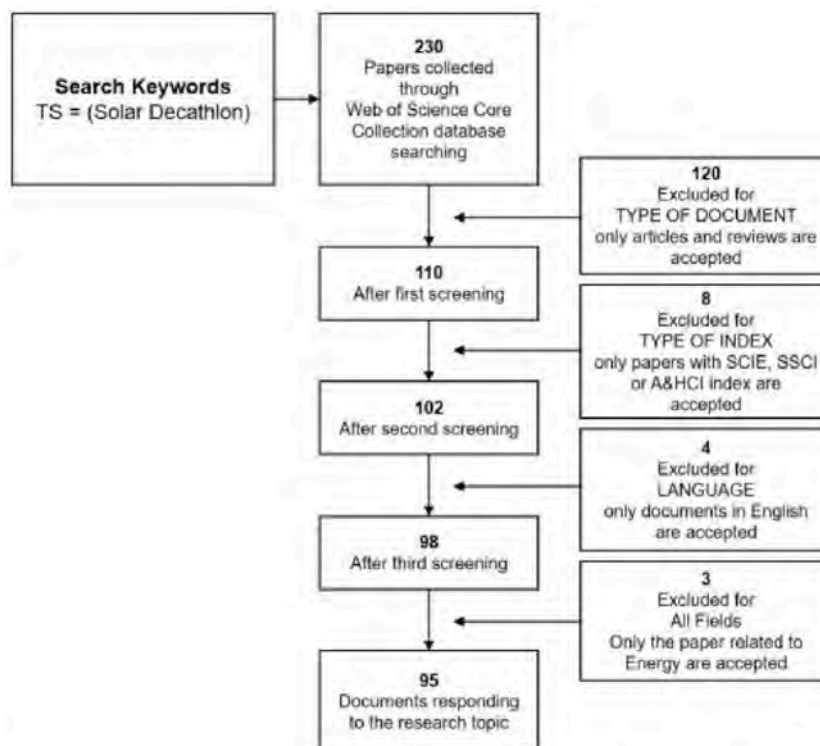 Search Keywords
TS = (Solar Decathlon)
230
Papers collected
through
Web of Science Core
Collection database
searching
120
Excluded for
TYPE OF DOCUMENT
only articles and reviews are
accepted
110
After first screening
8
Excluded for
TYPE OF INDEX
only papers with SCIE, SSCI
or A&HCI index are
accepted
102
After second screening
4
Excluded for
LANGUAGE
only documents in English
are accepted
98
After third screening
3
Excluded for
All Fields
Only the paper related to
Energy are accepted
95
Documents responding
to the research topic